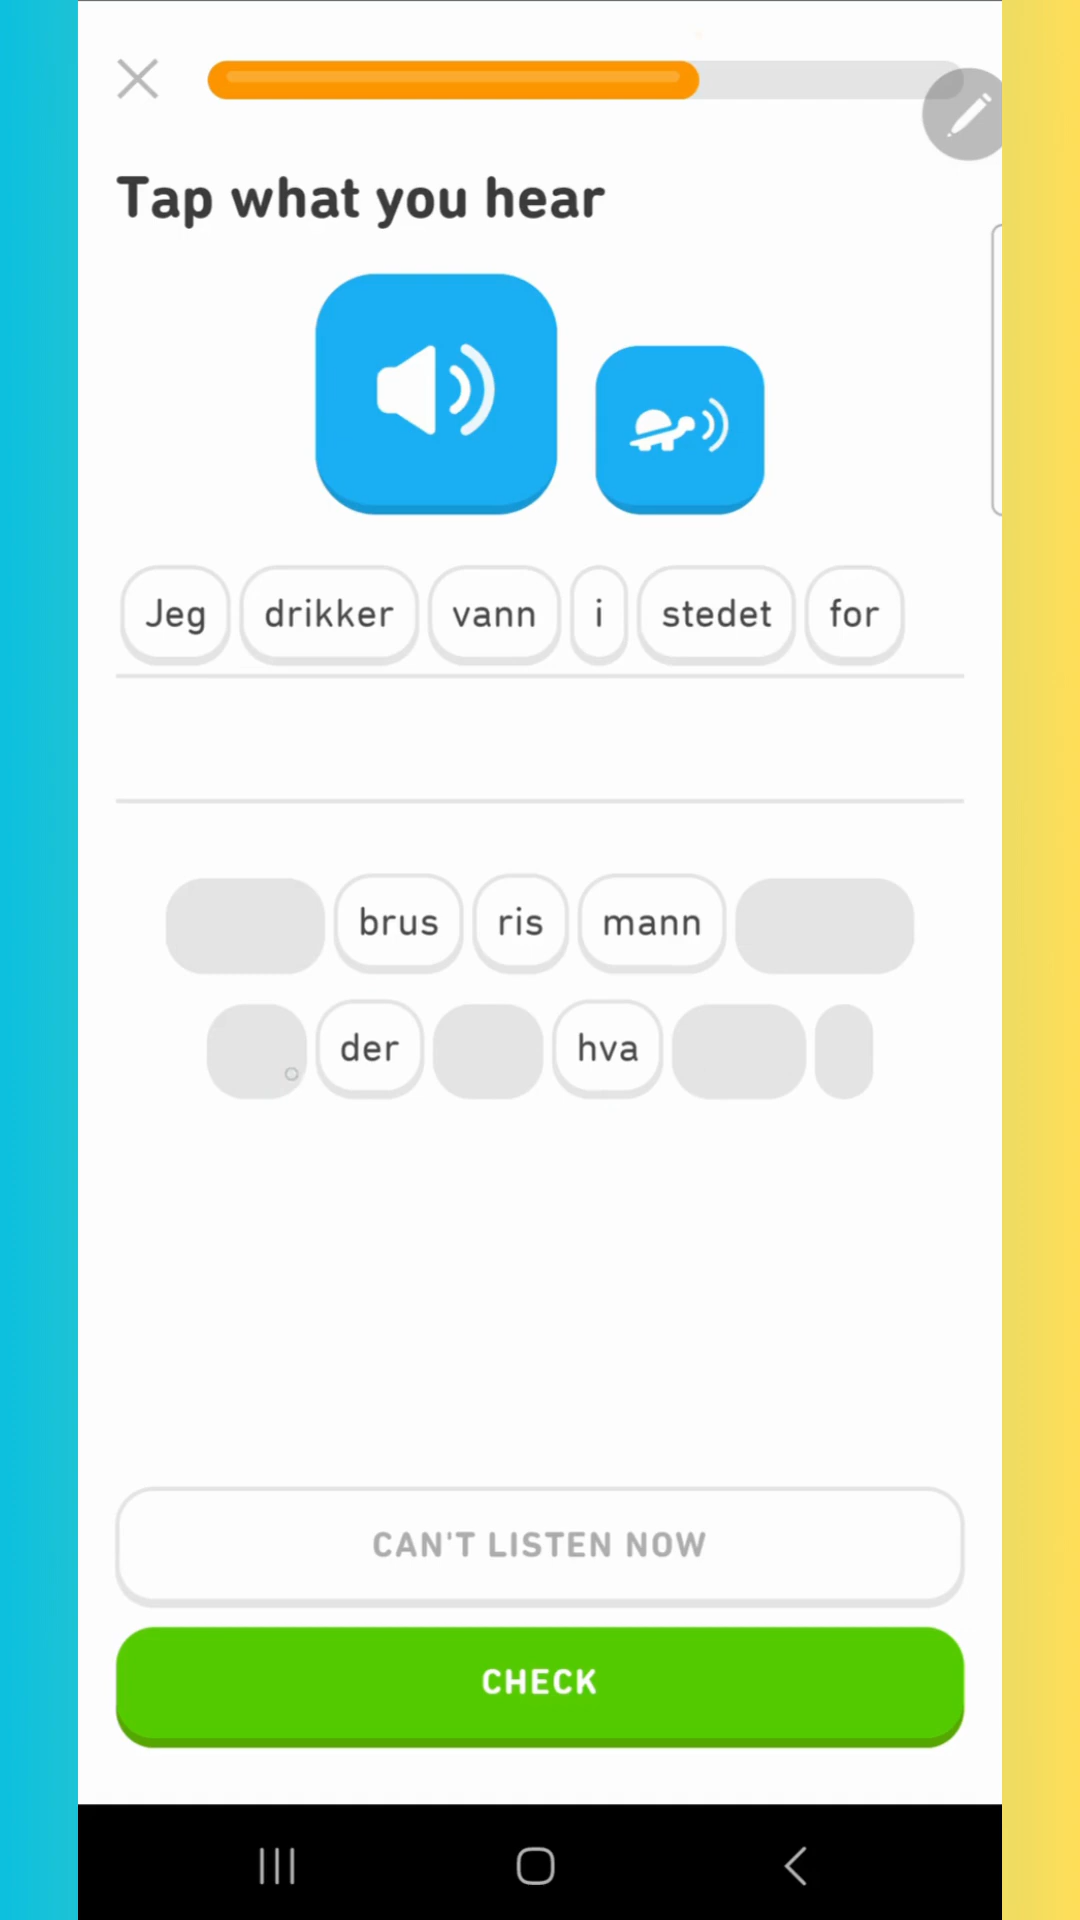 Tap what you hear
Jeg drikker vann i stedet for
brus ris mann
der hva
CAN'T LISTEN NOW
CHECK